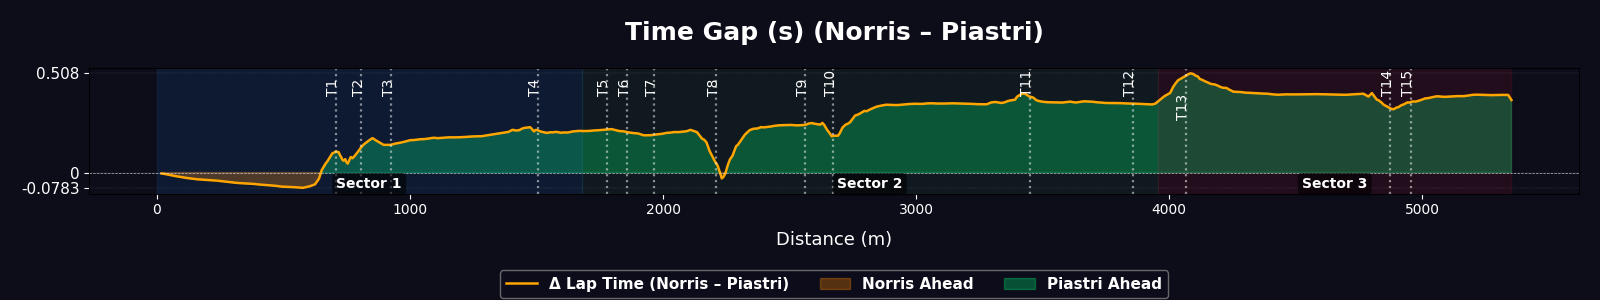 Time Gap (s) (Norris – Piastri)
0.508
0
-0.0783
T1 T2 T3 T4 T5 T6 T7 T8 T9 T10 T11 T12 T13 T14 T15
Sector 1 Sector 2 Sector 3
0 1000 2000 3000 4000 5000
Distance (m)
Δ Lap Time (Norris – Piastri) Norris Ahead Piastri Ahead